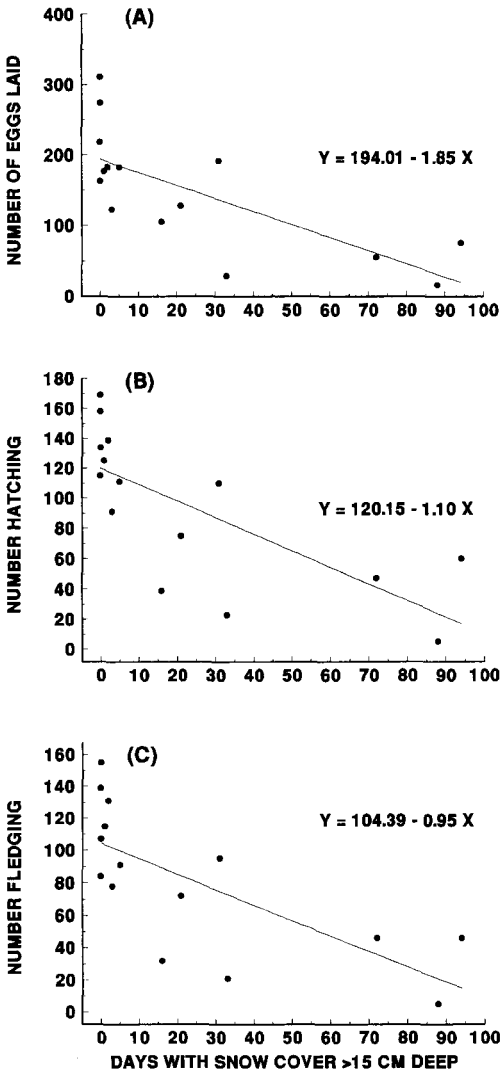 (A)
400
300
200
100
0
NUMBER OF EGGS LAID
Y = 194.01 - 1.85 X
0 10 20 30 40 50 60 70 80 90 100
(B)
180
160
140
120
100
80
60
40
20
0
NUMBER HATCHING
Y = 120.15 - 1.10 X
0 10 20 30 40 50 60 70 80 90 100
(C)
160
140
120
100
80
60
40
20
0
NUMBER FLEDGING
Y = 104.39 - 0.95 X
0 10 20 30 40 50 60 70 80 90 100
DAYS WITH SNOW COVER >15 CM DEEP